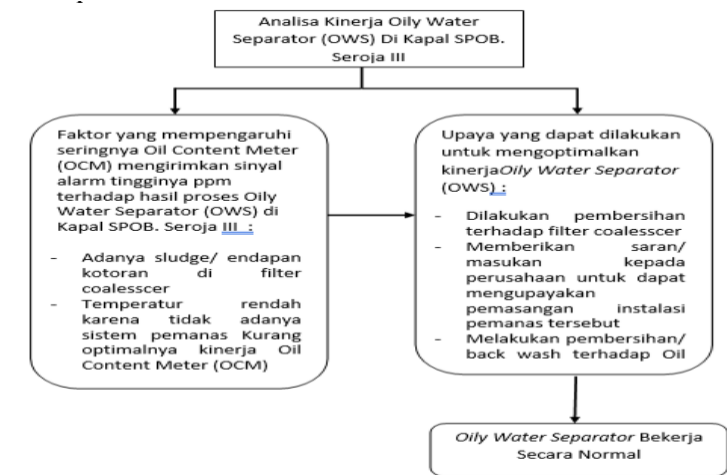 Analisa Kinerja Oily Water
Separator (OWS) Di Kapal SPOB.
Seroja III
Faktor yang mempengaruhi
seringnya Oil Content Meter
(OCM) mengirimkan sinyal
alarm tingginya ppm
terhadap hasil proses Oily
Water Separator (OWS) di
Kapal SPOB. Seroja III :
- Adanya sludge/ endapan
kotoran di filter
coalesscer
- Temperatur rendah
karena tidak adanya
sistem pemanas Kurang
optimalnya kinerja Oil
Content Meter (OCM)
Upaya yang dapat dilakukan
untuk mengoptimalkan
kinerjaOily Water Separator
(OWS) :
- Dilakukan pembersihan
terhadap filter coalesscer
- Memberikan saran/
masukan kepada
perusahaan untuk dapat
mengupayakan
pemasangan instalasi
pemanas tersebut
- Melakukan pembersihan/
back wash terhadap Oil
Oily Water Separator Bekerja
Secara Normal